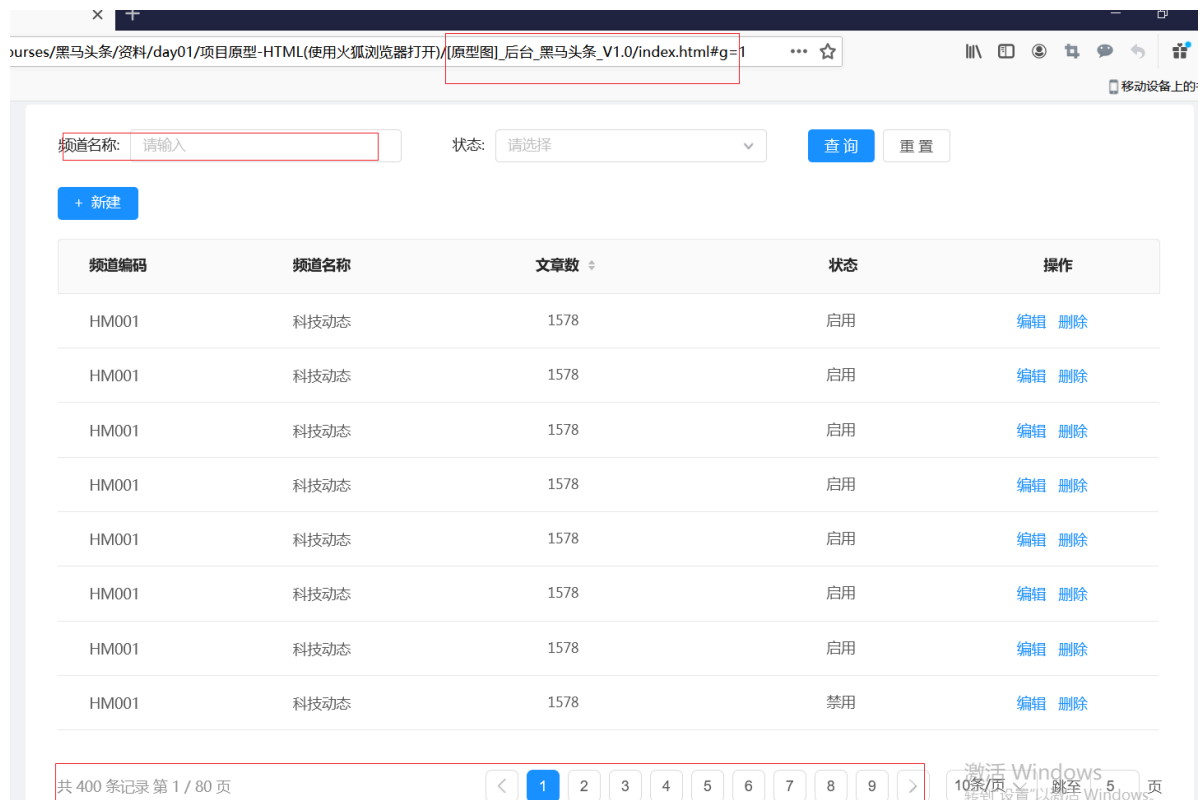 ourses/黑马头条/资料/day01/项目原型-HTML(使用火狐浏览器打开)/[原型图]_后台_黑马头条_V1.0/index.html#g=1
移动设备上的
频道名称: 请输入 状态: 请选择 查询 重置
+ 新建
频道编码 频道名称 文章数 状态 操作
HM001 科技动态 1578 启用 编辑 删除
HM001 科技动态 1578 启用 编辑 删除
HM001 科技动态 1578 启用 编辑 删除
HM001 科技动态 1578 启用 编辑 删除
HM001 科技动态 1578 启用 编辑 删除
HM001 科技动态 1578 启用 编辑 删除
HM001 科技动态 1578 启用 编辑 删除
HM001 科技动态 1578 禁用 编辑 删除
激活 Windows
共 400 条记录 第 1 / 80 页 1 2 3 4 5 6 7 8 9 10条/页 跳至 5 页
转到"设置"以激活 Windows。